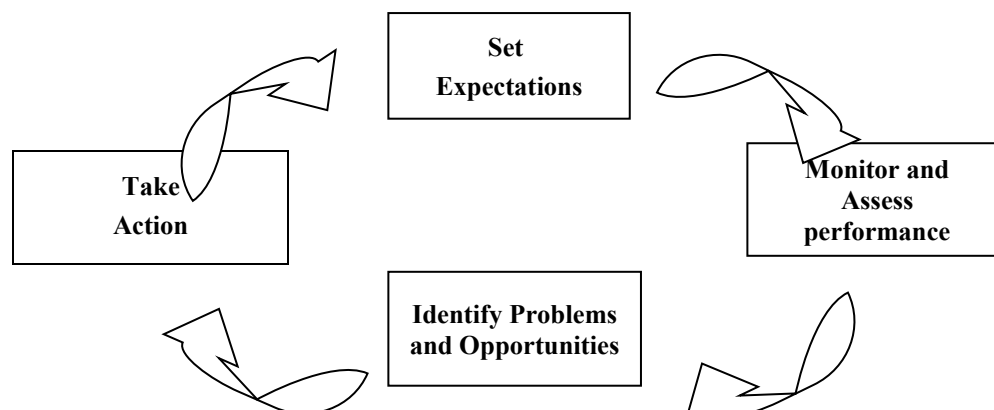 Set
Expectations
Take
Action
Monitor and
Assess
performance
Identify Problems
and Opportunities